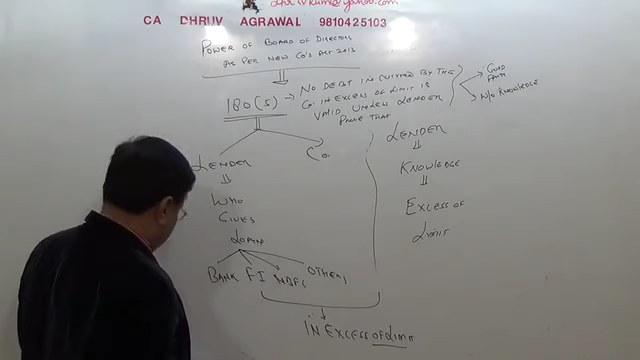 CA DHRUV AGRAWAL 9810425103
POWER OF BOARD OF DIRECTORS
AS PER NEW CO'S ACT 2013
180(5) → NO DEBT INCURRED BY THE
Co IN EXCESS OF LIMIT IS
VALID UNLESS LENDER
PROVE THAT
GOOD
FAITH
N/o KNOWLEDGE
LENDER
Co.
WHO
GIVES
LOANS
BANK FI NBFC OTHERS
LENDER
KNOWLEDGE
EXCESS OF
LIMIT
IN EXCESS OF LIMIT